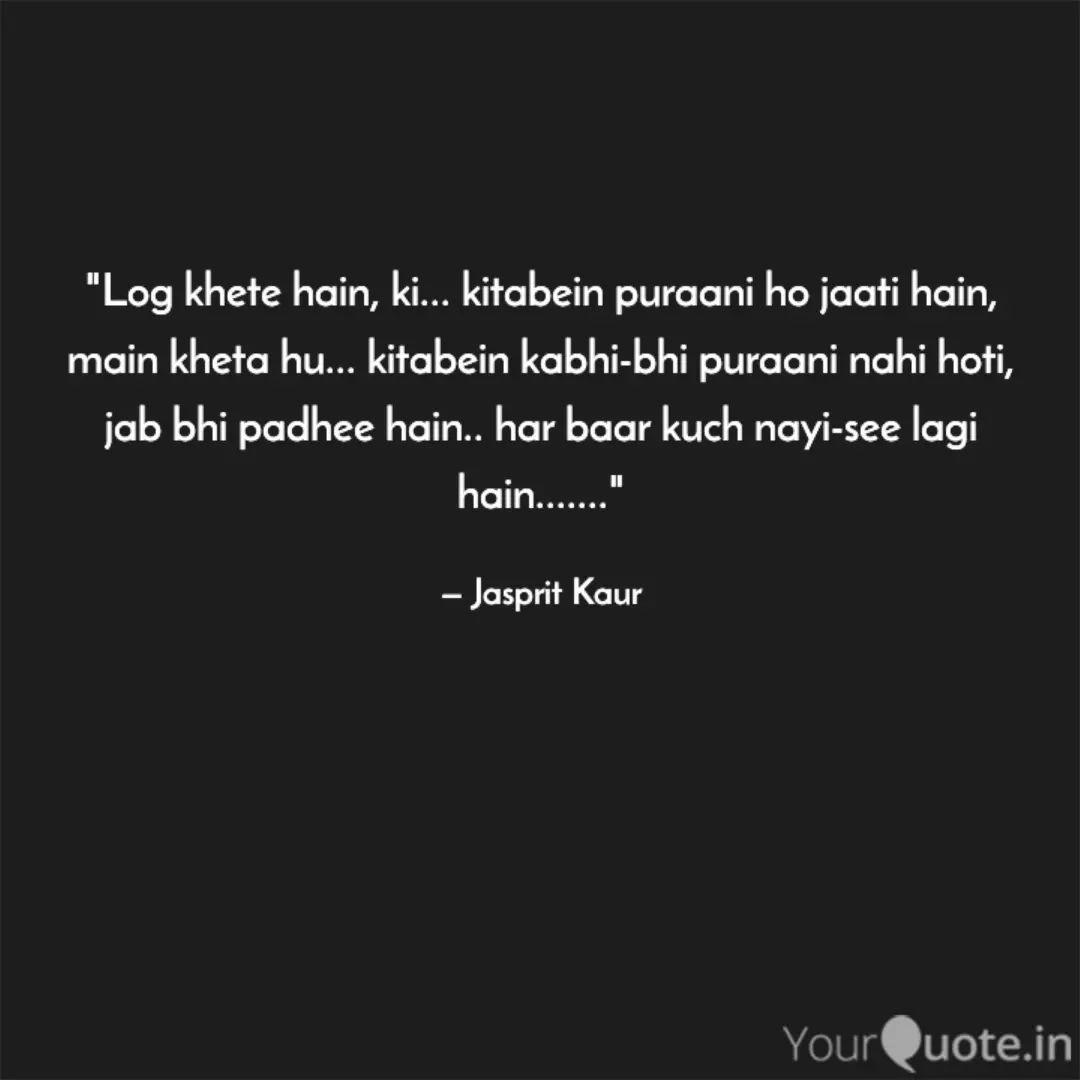 "Log khete hain, ki... kitabein puraani ho jaati hain,
main kheta hu... kitabein kabhi-bhi puraani nahi hoti,
jab bhi padhee hain.. har baar kuch nayi-see lagi
hain......."
– Jasprit Kaur
YourQuote.in